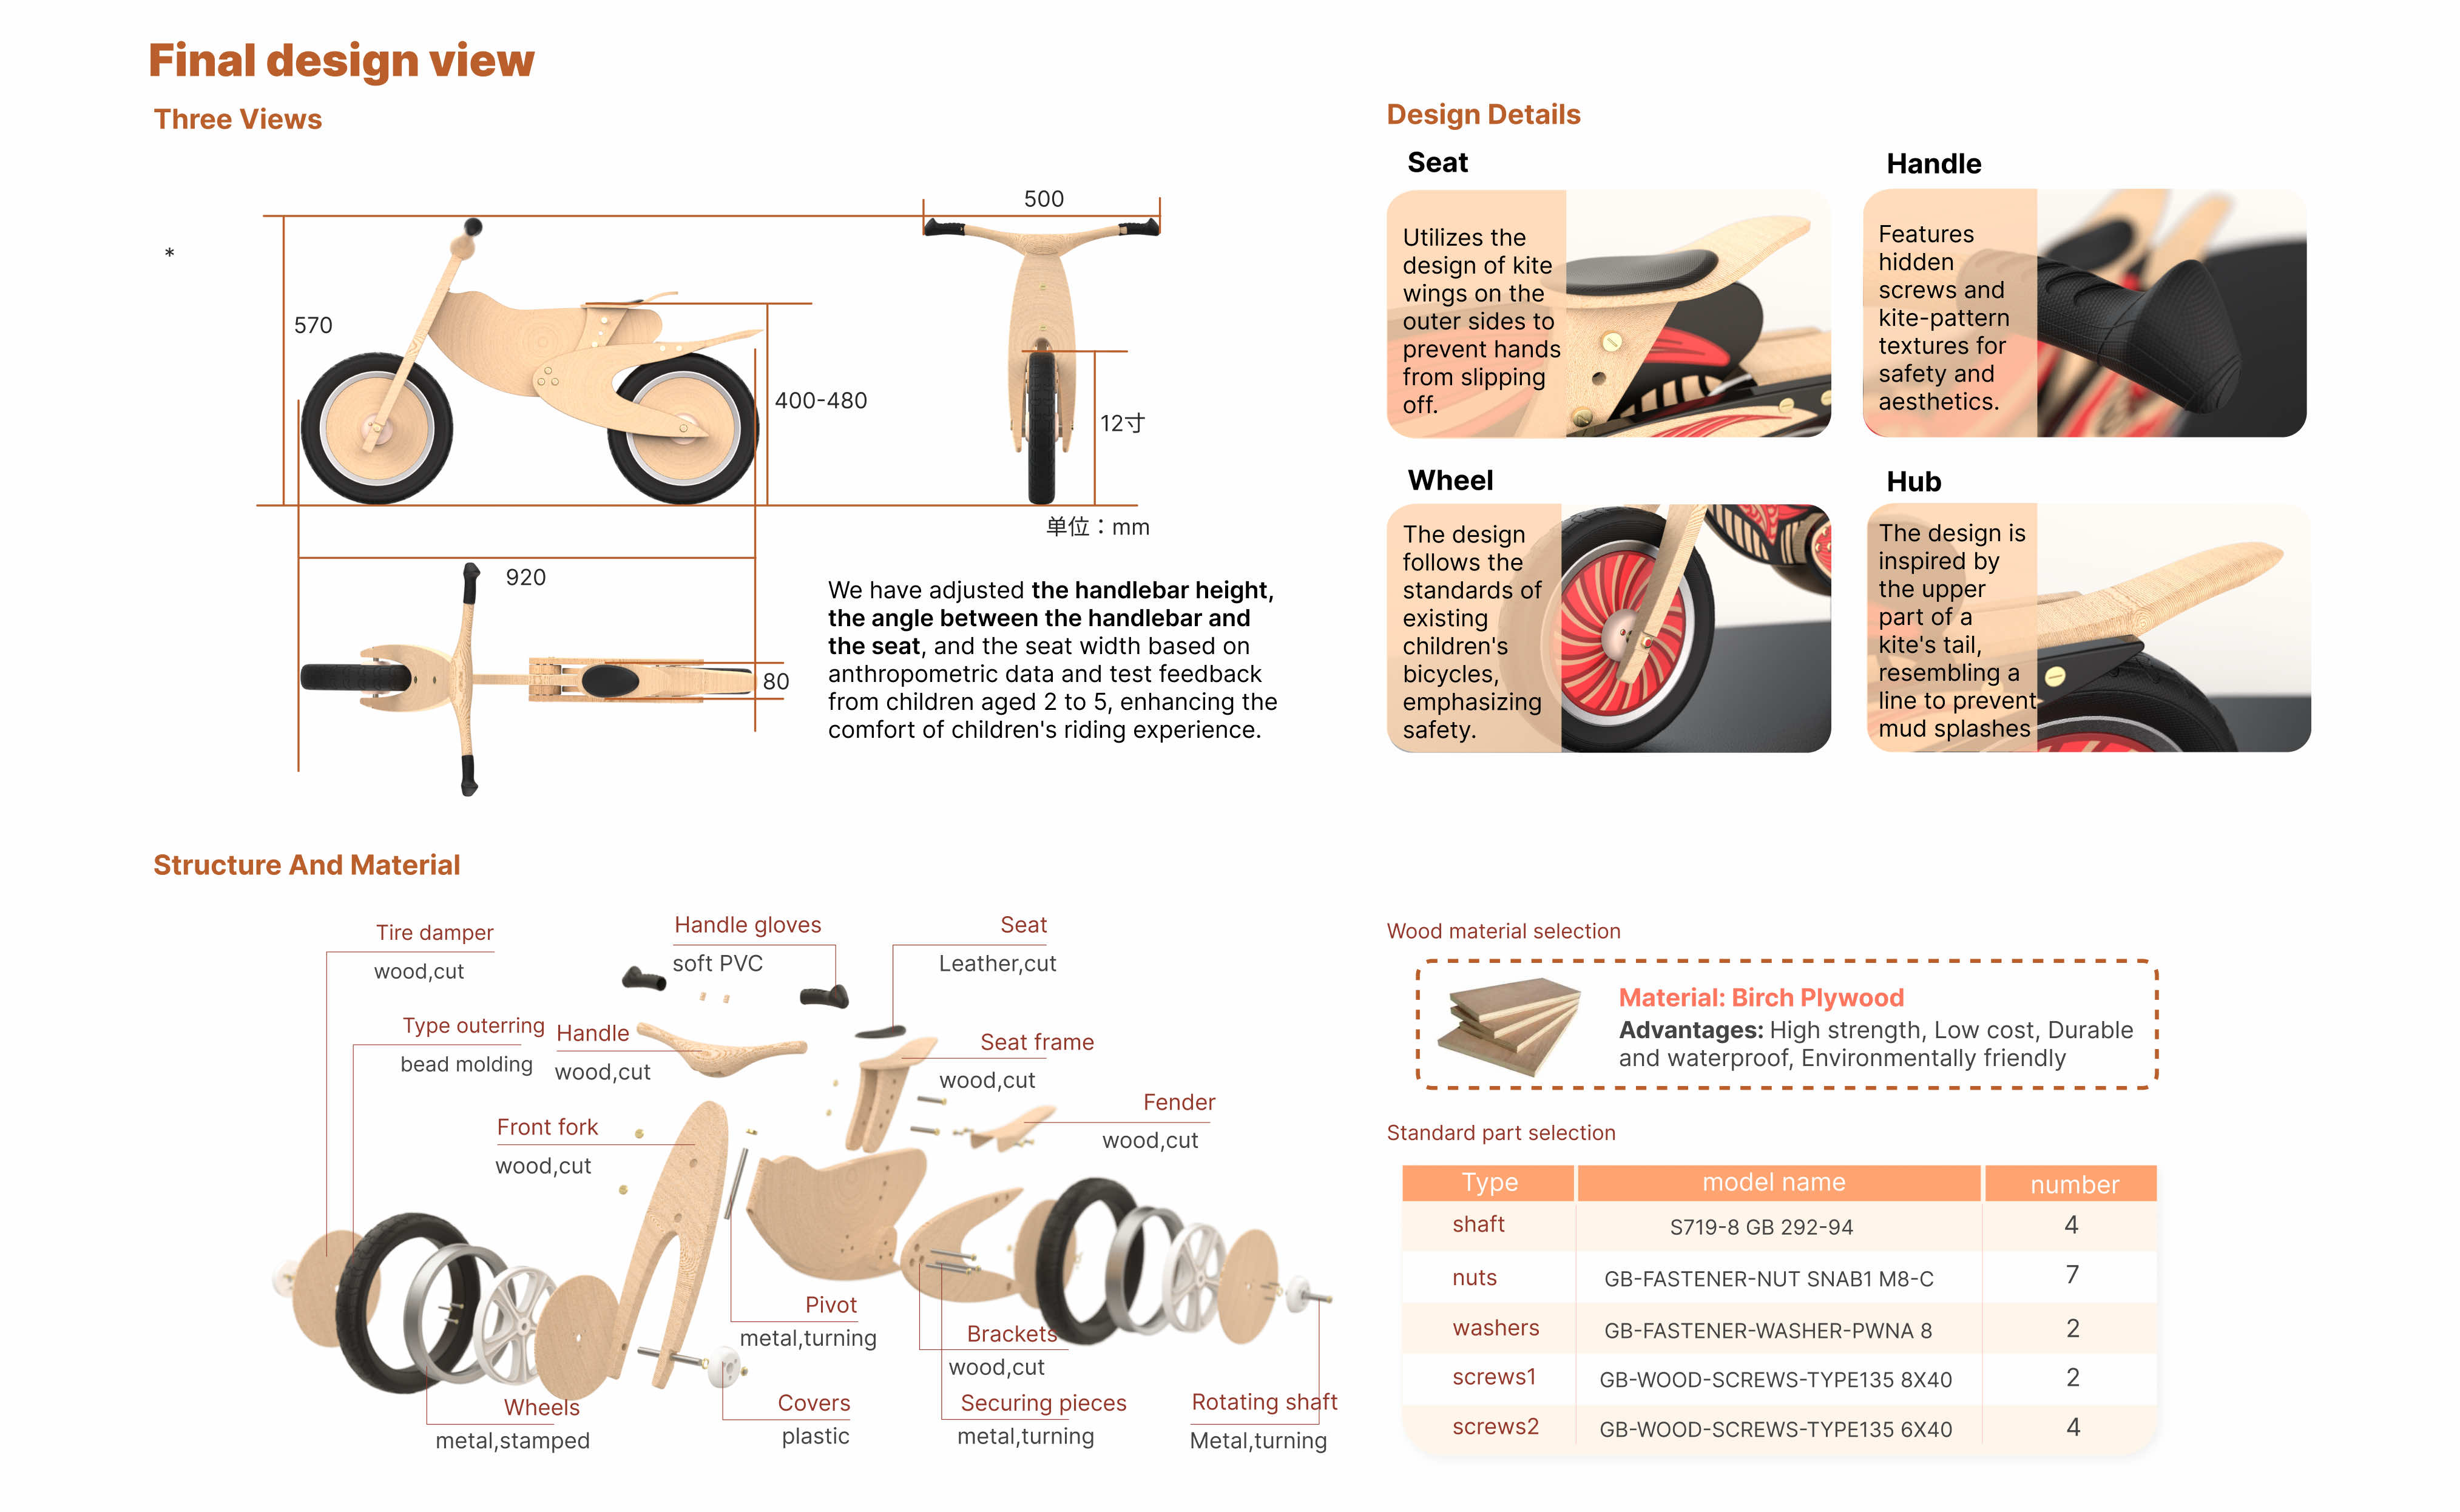 Final design view
Three Views
*
570
500
400-480
12寸
单位：mm
920
80
We have adjusted the handlebar height,
the angle between the handlebar and
the seat, and the seat width based on
anthropometric data and test feedback
from children aged 2 to 5, enhancing the
comfort of children's riding experience.
Design Details
Seat
Utilizes the
design of kite
wings on the
outer sides to
prevent hands
from slipping
off.
Handle
Features
hidden
screws and
kite-pattern
textures for
safety and
aesthetics.
Wheel
The design
follows the
standards of
existing
children's
bicycles,
emphasizing
safety.
Hub
The design is
inspired by
the upper
part of a
kite's tail,
resembling a
line to prevent
mud splashes
Structure And Material
Tire damper
wood,cut
Handle gloves
soft PVC
Seat
Leather,cut
Type outerring
bead molding
Handle
wood,cut
Seat frame
wood,cut
Fender
wood,cut
Front fork
wood,cut
Pivot
metal,turning
Brackets
wood,cut
Wheels
metal,stamped
Covers
plastic
Securing pieces
metal,turning
Rotating shaft
Metal,turning
Wood material selection
Material: Birch Plywood
Advantages: High strength, Low cost, Durable
and waterproof, Environmentally friendly
Standard part selection
Type model name number
shaft S719-8 GB 292-94 4
nuts GB-FASTENER-NUT SNAB1 M8-C 7
washers GB-FASTENER-WASHER-PWNA 8 2
screws1 GB-WOOD-SCREWS-TYPE135 8X40 2
screws2 GB-WOOD-SCREWS-TYPE135 6X40 4